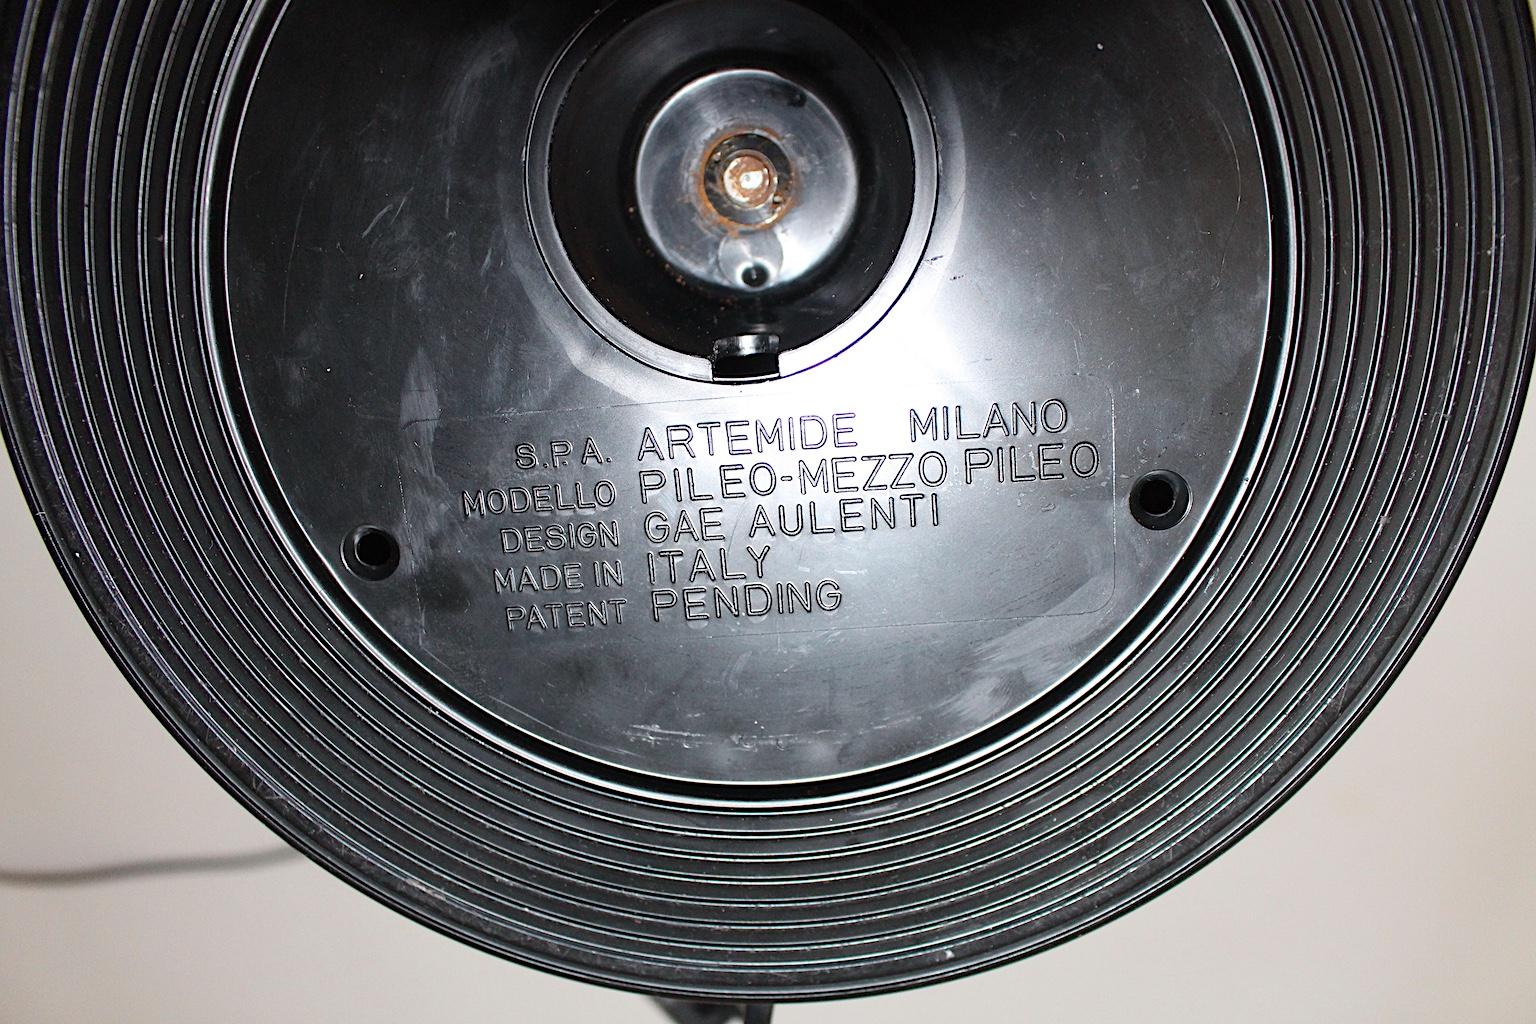 S.P.A. ARTEMIDE MILANO
MODELLO PILEO-MEZZO PILEO
DESIGN GAE AULENTI
MADE IN ITALY
PATENT PENDING